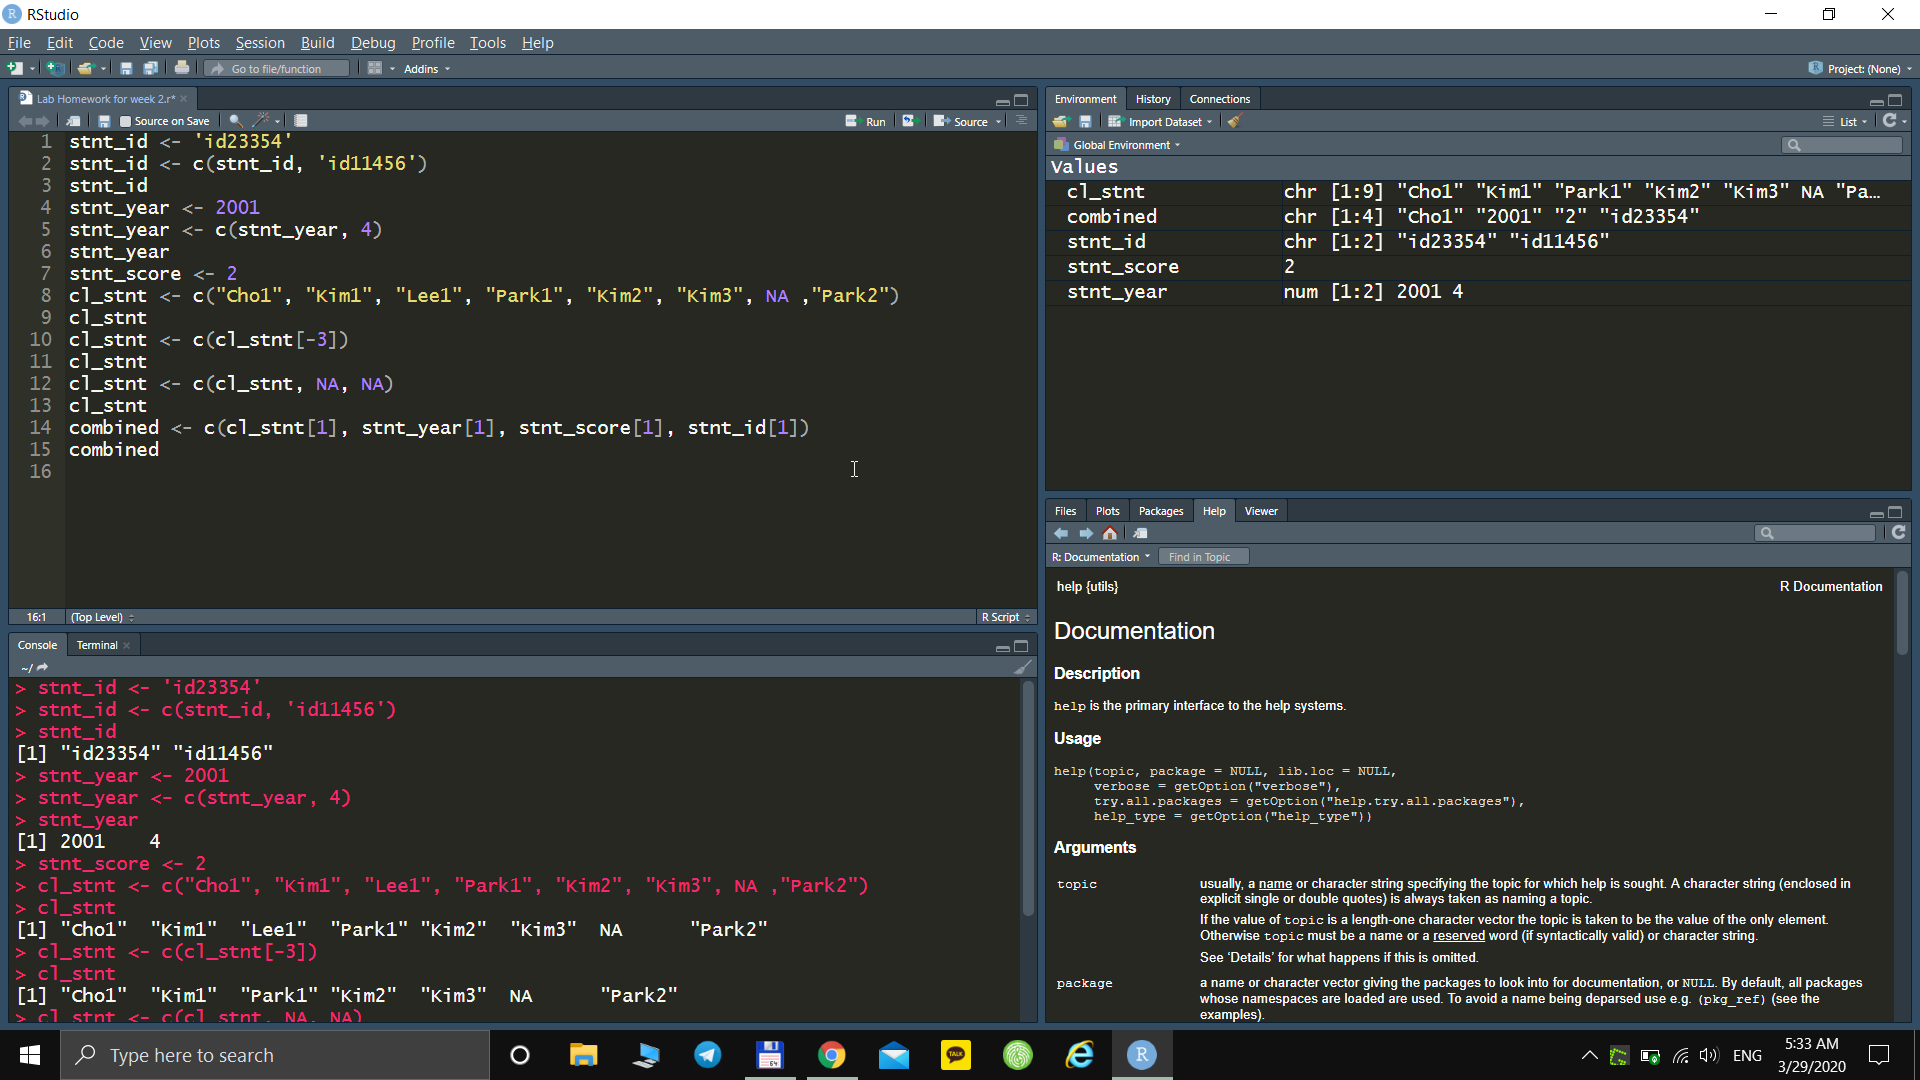 RStudio
File Edit Code View Plots Session Build Debug Profile Tools Help
Go to file/function Addins Project: (None)
Lab Homework for week 2.r*
Source on Save Run Source
1 stnt_id <- 'id23354'
2 stnt_id <- c(stnt_id, 'id11456')
3 stnt_id
4 stnt_year <- 2001
5 stnt_year <- c(stnt_year, 4)
6 stnt_year
7 stnt_score <- 2
8 cl_stnt <- c("Cho1", "Kim1", "Lee1", "Park1", "Kim2", "Kim3", NA ,"Park2")
9 cl_stnt
10 cl_stnt <- c(cl_stnt[-3])
11 cl_stnt
12 cl_stnt <- c(cl_stnt, NA, NA)
13 cl_stnt
14 combined <- c(cl_stnt[1], stnt_year[1], stnt_score[1], stnt_id[1])
15 combined
16
16:1 (Top Level) R Script
Console Terminal
~/
> stnt_id <- 'id23354'
> stnt_id <- c(stnt_id, 'id11456')
> stnt_id
[1] "id23354" "id11456"
> stnt_year <- 2001
> stnt_year <- c(stnt_year, 4)
> stnt_year
[1] 2001    4
> stnt_score <- 2
> cl_stnt <- c("Cho1", "Kim1", "Lee1", "Park1", "Kim2", "Kim3", NA ,"Park2")
> cl_stnt
[1] "Cho1"  "Kim1"  "Lee1"  "Park1" "Kim2"  "Kim3"  NA      "Park2"
> cl_stnt <- c(cl_stnt[-3])
> cl_stnt
[1] "Cho1"  "Kim1"  "Park1" "Kim2"  "Kim3"  NA      "Park2"
> cl_stnt <- c(cl_stnt, NA, NA)
Environment History Connections
Import Dataset List
Global Environment
Values
cl_stnt chr [1:9] "Cho1" "Kim1" "Park1" "Kim2" "Kim3" NA "Pa...
combined chr [1:4] "Cho1" "2001" "2" "id23354"
stnt_id chr [1:2] "id23354" "id11456"
stnt_score 2
stnt_year num [1:2] 2001 4
Files Plots Packages Help Viewer
R: Documentation Find in Topic
help {utils} R Documentation
Documentation
Description
help is the primary interface to the help systems.
Usage
help(topic, package = NULL, lib.loc = NULL,
verbose = getOption("verbose"),
try.all.packages = getOption("help.try.all.packages"),
help_type = getOption("help_type"))
Arguments
topic usually, a name or character string specifying the topic for which help is sought. A character string (enclosed in
explicit single or double quotes) is always taken as naming a topic.
If the value of topic is a length-one character vector the topic is taken to be the value of the only element.
Otherwise topic must be a name or a reserved word (if syntactically valid) or character string.
See ‘Details’ for what happens if this is omitted.
package a name or character vector giving the packages to look into for documentation, or NULL. By default, all packages
whose namespaces are loaded are used. To avoid a name being deparsed use e.g. (pkg_ref) (see the
examples).
Type here to search
TALK
ENG
5:33 AM
3/29/2020